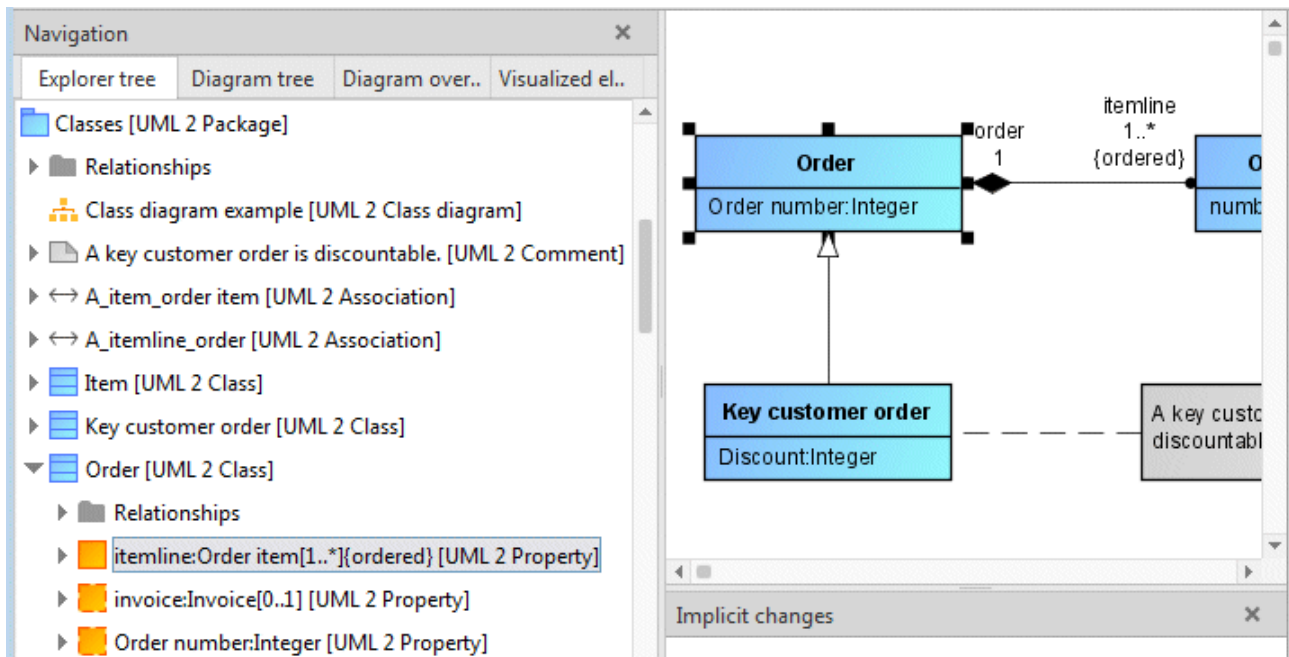 Navigation
Explorer tree
Diagram tree
Diagram over..
Visualized el..
Classes [UML 2 Package]
Relationships
Class diagram example [UML 2 Class diagram]
A key customer order is discountable. [UML 2 Comment]
A_item_order item [UML 2 Association]
A_itemline_order [UML 2 Association]
Item [UML 2 Class]
Key customer order [UML 2 Class]
Order [UML 2 Class]
Relationships
itemline:Order item[1..*]{ordered} [UML 2 Property]
invoice:Invoice[0..1] [UML 2 Property]
Order number:Integer [UML 2 Property]
Order
Order number:Integer
order
1
itemline
1..*
{ordered}
Key customer order
Discount:Integer
A key
Implicit changes